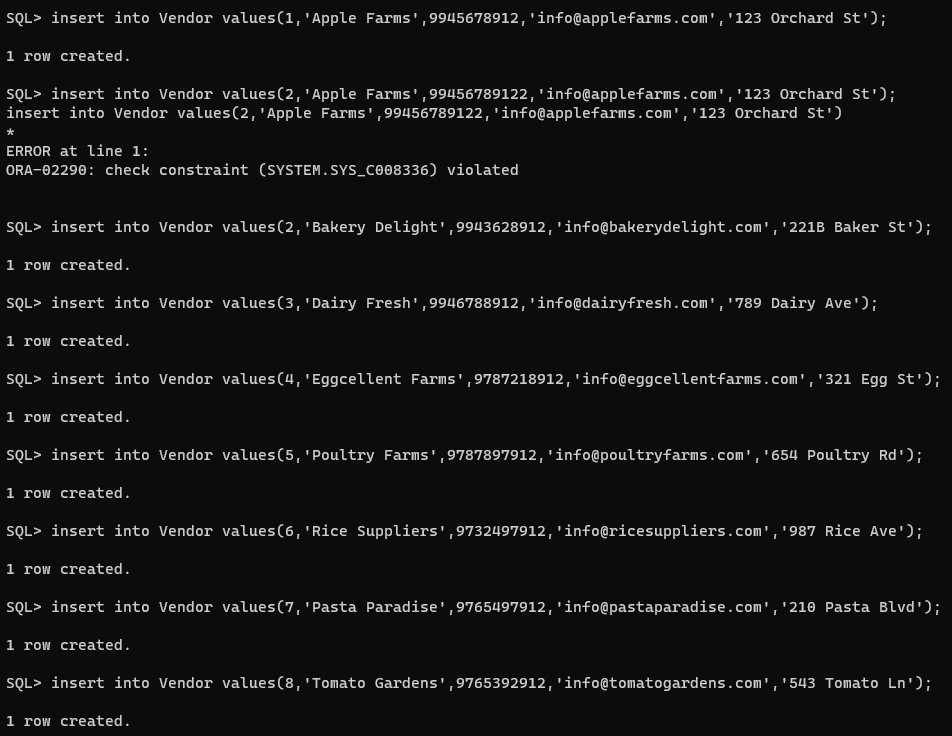 SQL> insert into Vendor values(1,'Apple Farms',9945678912,'info@applefarms.com','123 Orchard St');
1 row created.
SQL> insert into Vendor values(2,'Apple Farms',99456789122,'info@applefarms.com','123 Orchard St');
insert into Vendor values(2,'Apple Farms',99456789122,'info@applefarms.com','123 Orchard St')
*
ERROR at line 1:
ORA-02290: check constraint (SYSTEM.SYS_C008336) violated
SQL> insert into Vendor values(2,'Bakery Delight',9943628912,'info@bakerydelight.com','221B Baker St');
1 row created.
SQL> insert into Vendor values(3,'Dairy Fresh',9946788912,'info@dairyfresh.com','789 Dairy Ave');
1 row created.
SQL> insert into Vendor values(4,'Eggcellent Farms',9787218912,'info@eggcellentfarms.com','321 Egg St');
1 row created.
SQL> insert into Vendor values(5,'Poultry Farms',9787897912,'info@poultryfarms.com','654 Poultry Rd');
1 row created.
SQL> insert into Vendor values(6,'Rice Suppliers',9732497912,'info@ricesuppliers.com','987 Rice Ave');
1 row created.
SQL> insert into Vendor values(7,'Pasta Paradise',9765497912,'info@pastaparadise.com','210 Pasta Blvd');
1 row created.
SQL> insert into Vendor values(8,'Tomato Gardens',9765392912,'info@tomatogardens.com','543 Tomato Ln');
1 row created.